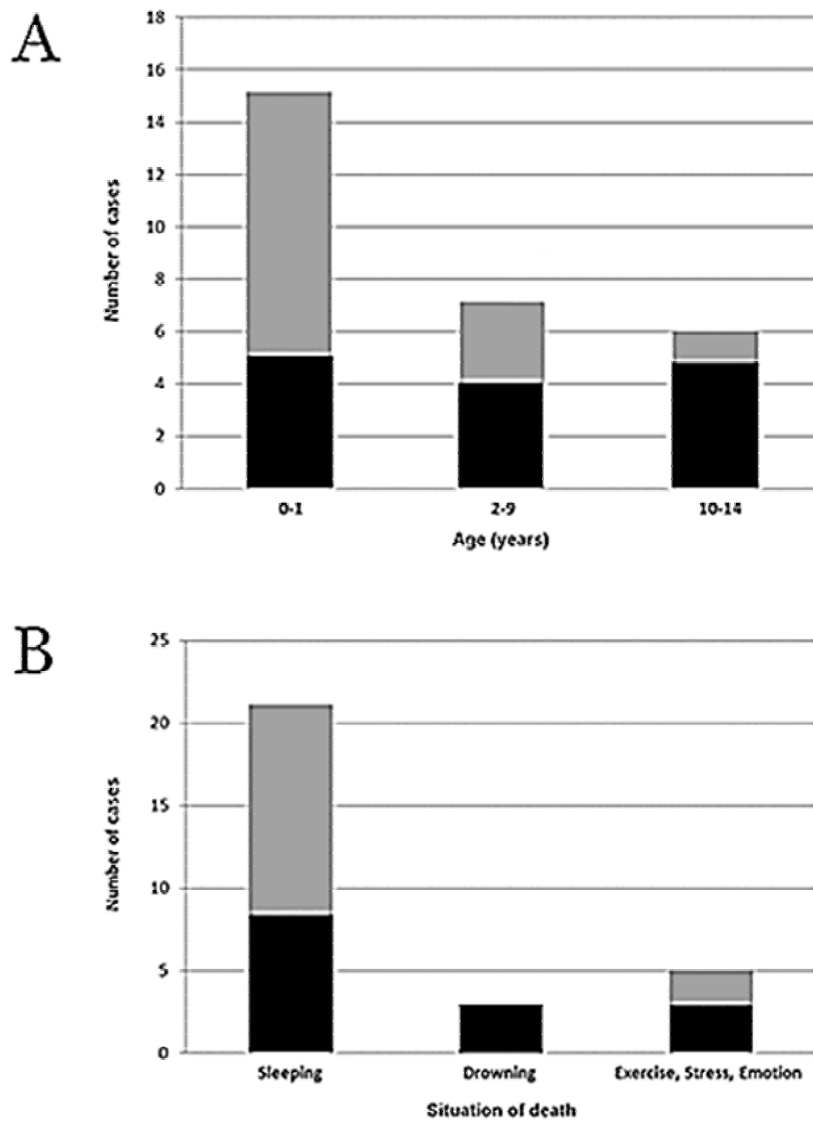 A
18
16
14
12
10
8
6
4
2
0
Number of cases
0-1 2-9 10-14
Age (years)
B
25
20
15
10
5
0
Number of cases
Sleeping Drowning Exercise, Stress, Emotion
Situation of death